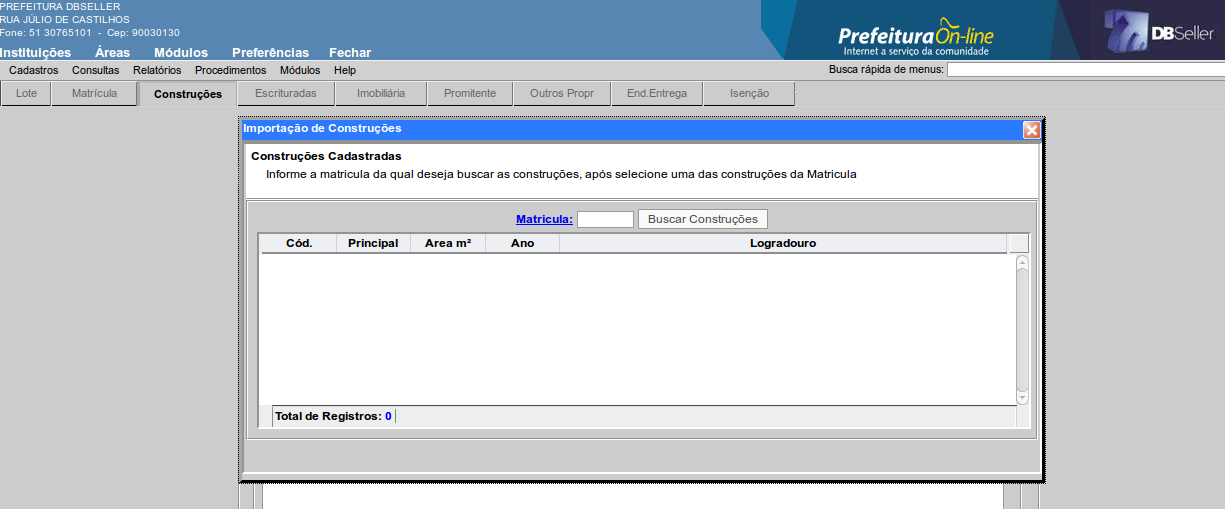 PREFEITURA DBSELLER
RUA JÚLIO DE CASTILHOS
Fone: 51 30765101 - Cep: 90030130
Instituições Áreas Módulos Preferências Fechar
PrefeituraOn-line
Internet a serviço da comunidade
DBSeller
Cadastros Consultas Relatórios Procedimentos Módulos Help Busca rápida de menus:
Lote Matrícula Construções Escrituradas Imobiliária Promitente Outros Propr End.Entrega Isenção
Importação de Construções
Construções Cadastradas
Informe a matricula da qual deseja buscar as construções, após selecione uma das construções da Matricula
Matricula: Buscar Construções
Cód. Principal Area m² Ano Logradouro
Total de Registros: 0